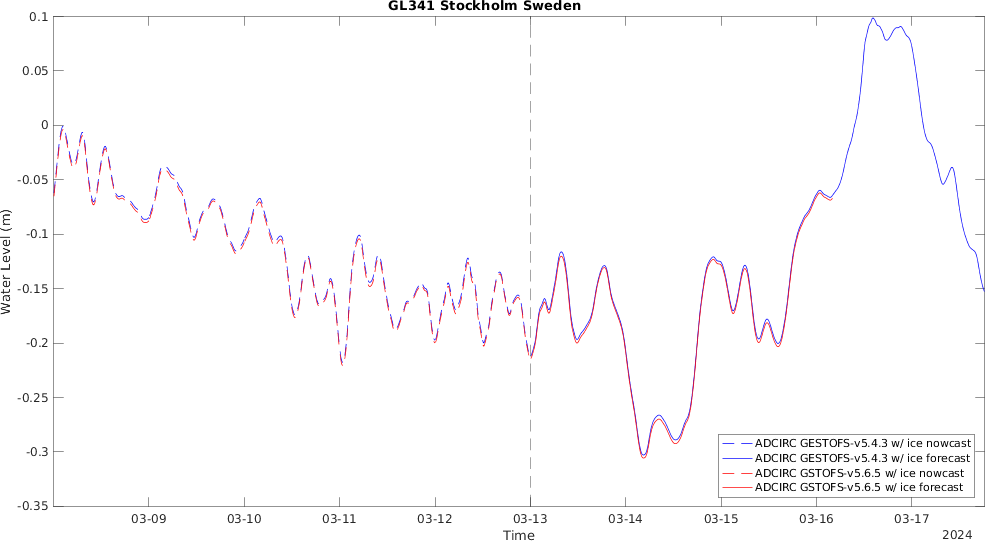 GL341 Stockholm Sweden
0.1
0.05
0
-0.05
-0.1
-0.15
-0.2
-0.25
-0.3
-0.35
Water Level (m)
ADCIRC GESTOFS-v5.4.3 w/ ice nowcast
ADCIRC GESTOFS-v5.4.3 w/ ice forecast
ADCIRC GSTOFS-v5.6.5 w/ ice nowcast
ADCIRC GSTOFS-v5.6.5 w/ ice forecast
03-09 03-10 03-11 03-12 03-13 03-14 03-15 03-16 03-17
Time
2024